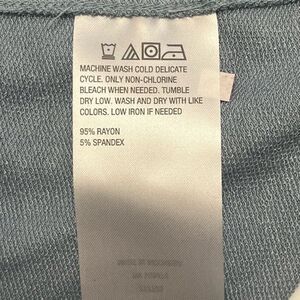 MACHINE WASH COLD DELICATE
CYCLE. ONLY NON-CHLORINE
BLEACH WHEN NEEDED. TUMBLE
DRY LOW. WASH AND DRY WITH LIKE
COLORS. LOW IRON IF NEEDED
95% RAYON
5% SPANDEX